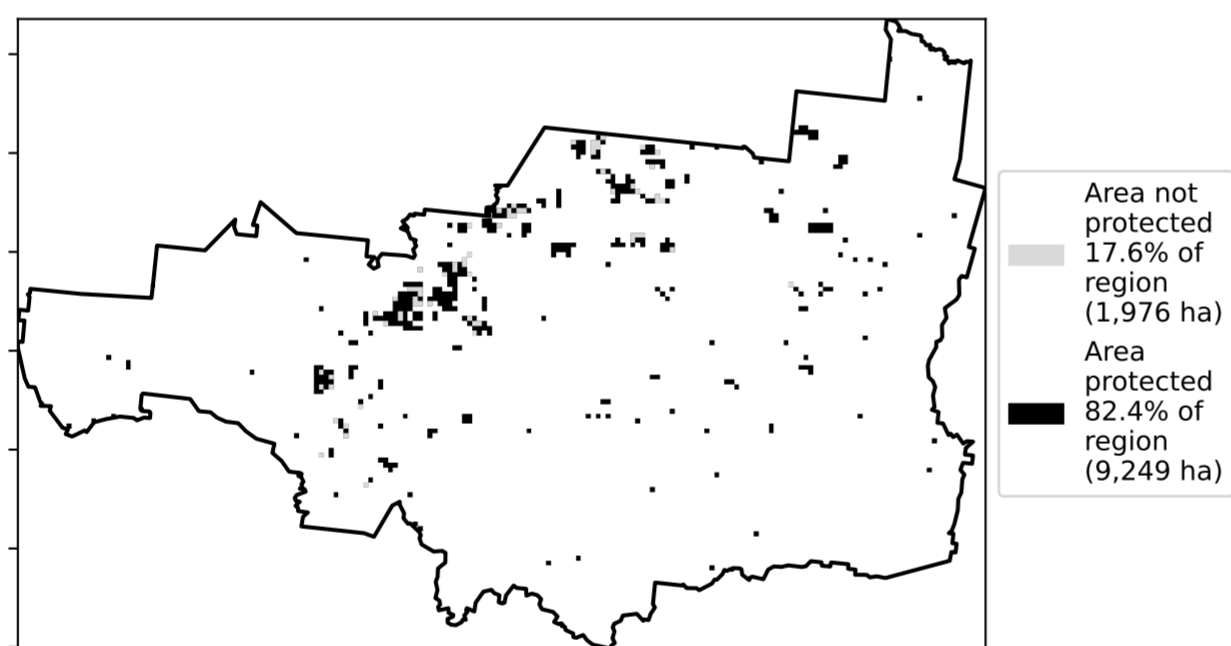 Area not
protected
17.6% of
region
(1,976 ha)
Area
protected
82.4% of
region
(9,249 ha)